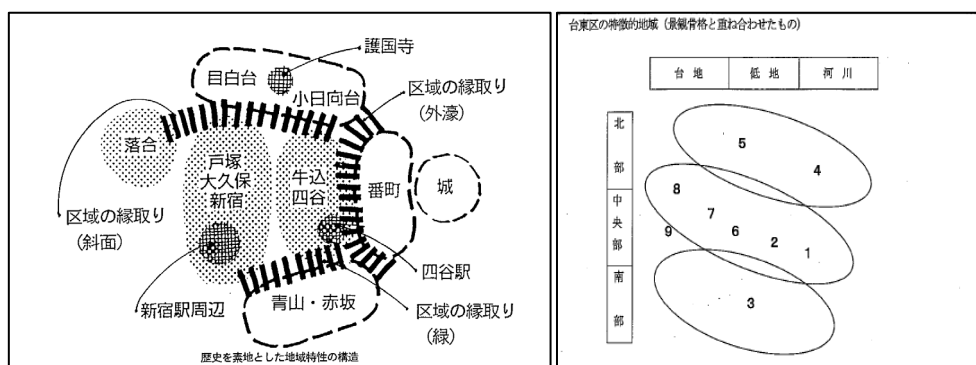 護国寺
目白台
小日向台
区域の縁取り
(外濠)
落合
戸塚
大久保
新宿
牛込
四谷
番町
城
区域の縁取り
(斜面)
新宿駅周辺
青山・赤坂
四谷駅
区域の縁取り
(緑)
歴史を素地とした地域特性の構造
台東区の特徴的地域(景観骨格と重ね合わせたもの)
台地 低地 河川
北部
中央部
南部
5
4
8
7
9
6
2
1
3